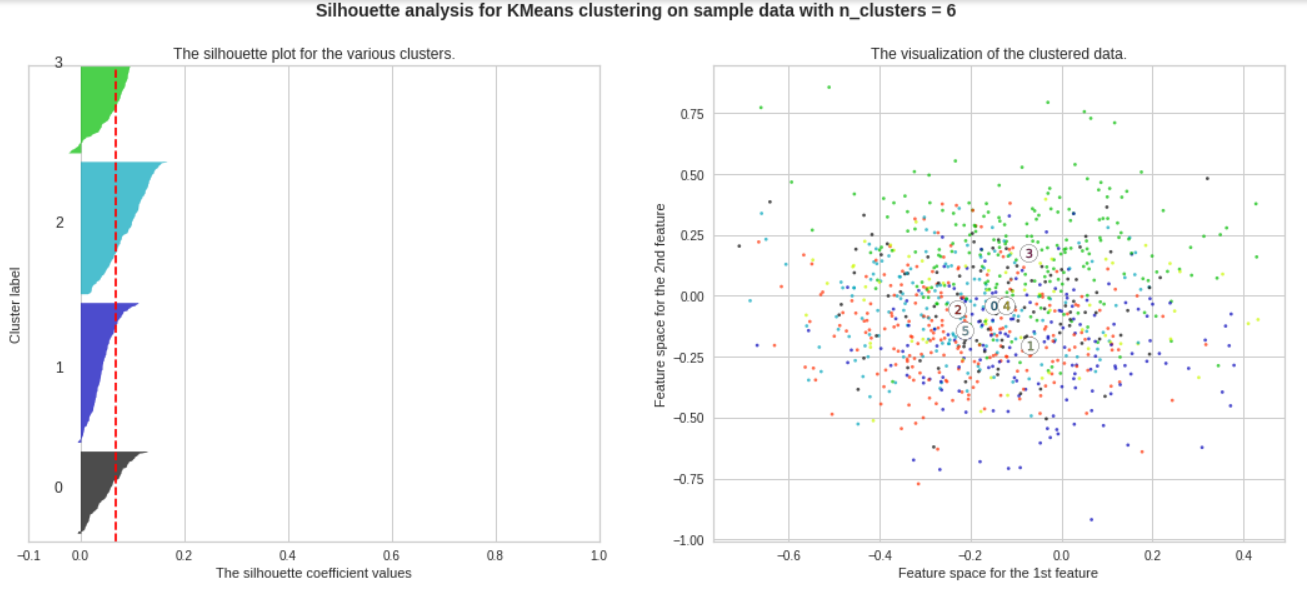 Silhouette analysis for KMeans clustering on sample data with n_clusters = 6
The silhouette plot for the various clusters.
3
2
1
0
Cluster label
−0.1 0.0 0.2 0.4 0.6 0.8 1.0
The silhouette coefficient values
The visualization of the clustered data.
0.75
0.50
0.25
0.00
−0.25
−0.50
−0.75
−1.00
Feature space for the 2nd feature
3
2 0 4
5
1
−0.6 −0.4 −0.2 0.0 0.2 0.4
Feature space for the 1st feature